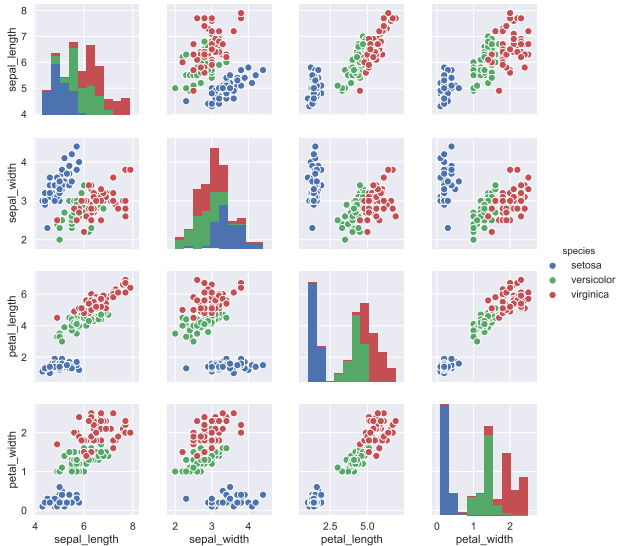 8
7
6
5
4
sepal_length
4
3
2
sepal_width
species
setosa
versicolor
virginica
6
4
2
petal_length
2
1
0
petal_width
4 6 8
2 3 4
2.5 5.0
0 1 2
sepal_length sepal_width petal_length petal_width